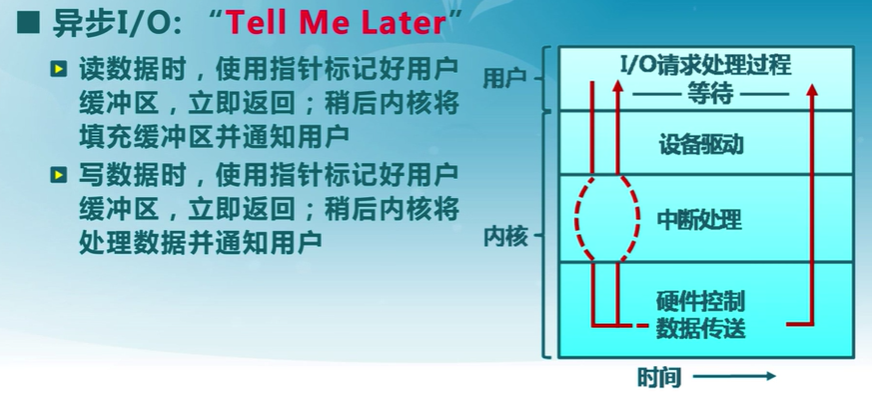 异步I/O：“Tell Me Later”
读数据时，使用指针标记好用户
缓冲区，立即返回；稍后内核将
填充缓冲区并通知用户
写数据时，使用指针标记好用户
缓冲区，立即返回；稍后内核将
处理数据并通知用户
用户
I/O请求处理过程
等待
设备驱动
中断处理
内核
硬件控制
数据传送
时间